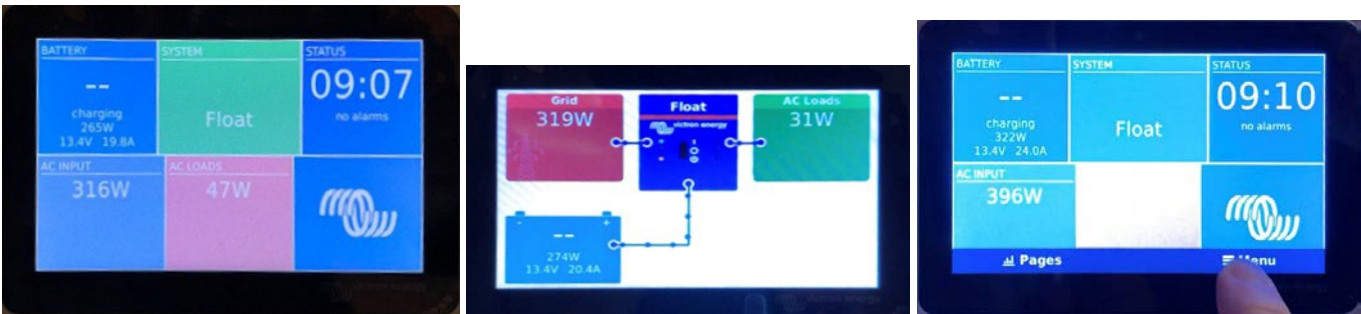 BATTERY
--
charging
265W
13.4V 19.8A
SYSTEM
Float
STATUS
09:07
no alarms
AC INPUT
316W
AC LOADS
47W
Grid
319W
Float
victron energy
AC Loads
31W
- +
--
274W
13.4V 20.4A
victron energy
BATTERY
--
charging
322W
13.4V 24.0A
SYSTEM
Float
STATUS
09:10
no alarms
AC INPUT
396W
Pages